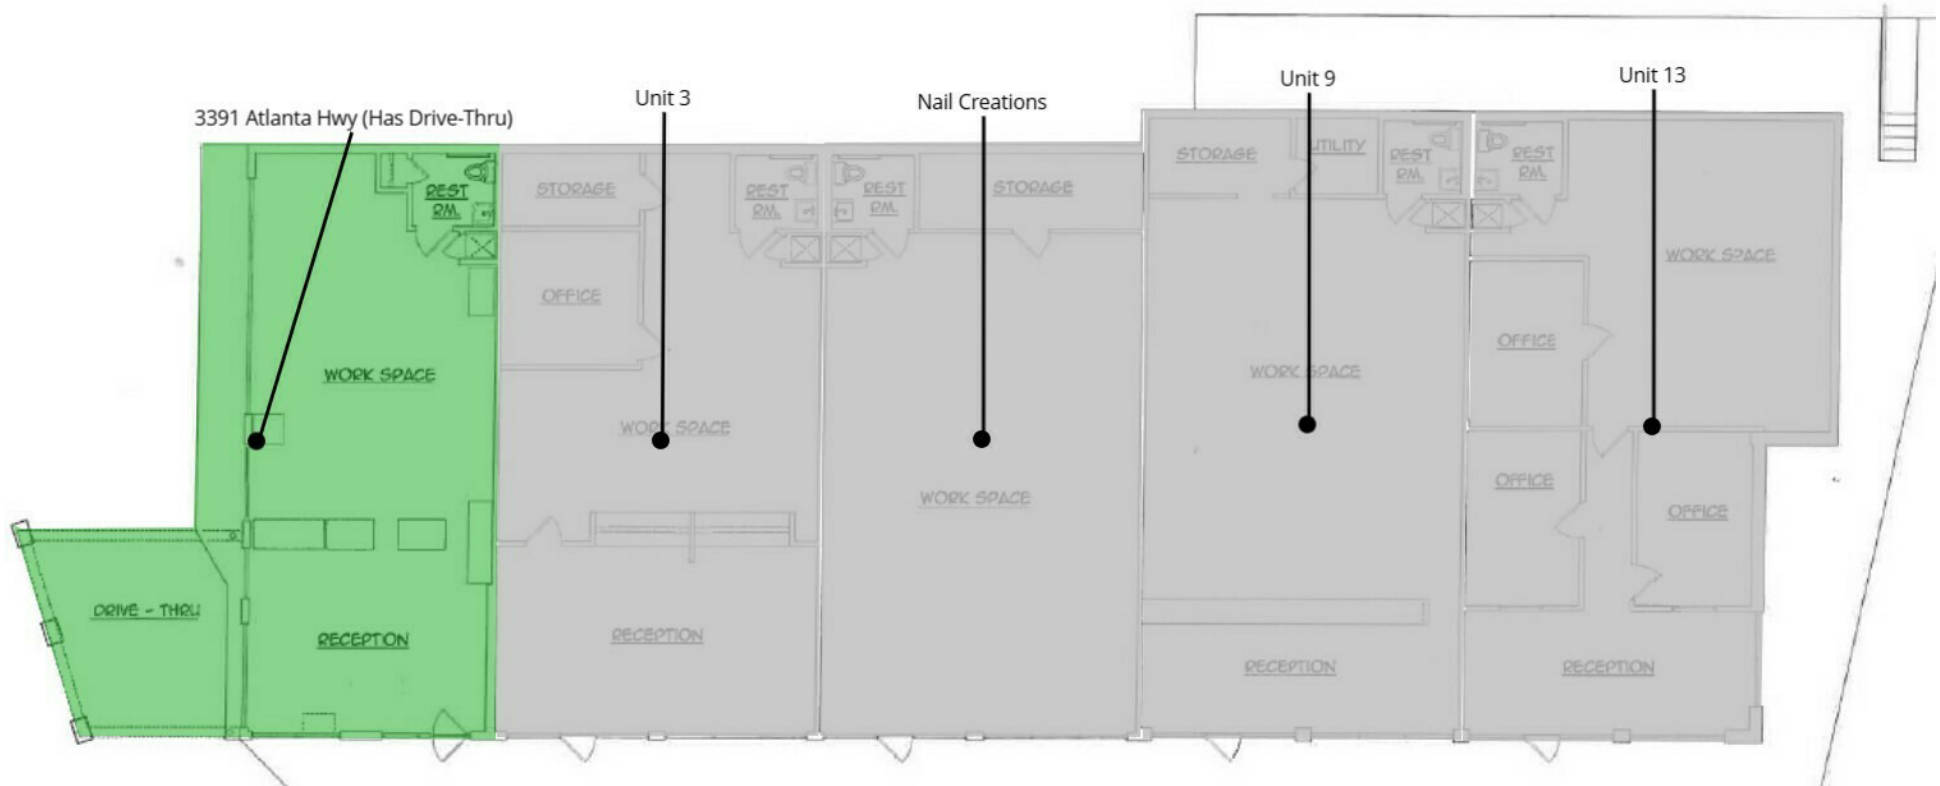 Unit 13
Unit 9
Unit 3
Nail Creations
3391 Atlanta Hwy (Has Drive-Thru)
REST
RM.
WORK SPACE
DRIVE - THRU
RECEPTION
STORAGE
REST
RM.
OFFICE
WORK SPACE
RECEPTION
REST
RM.
STORAGE
WORK SPACE
STORAGE
UTILITY
REST
RM.
WORK SPACE
RECEPTION
REST
RM.
WORK SPACE
OFFICE
OFFICE
OFFICE
RECEPTION